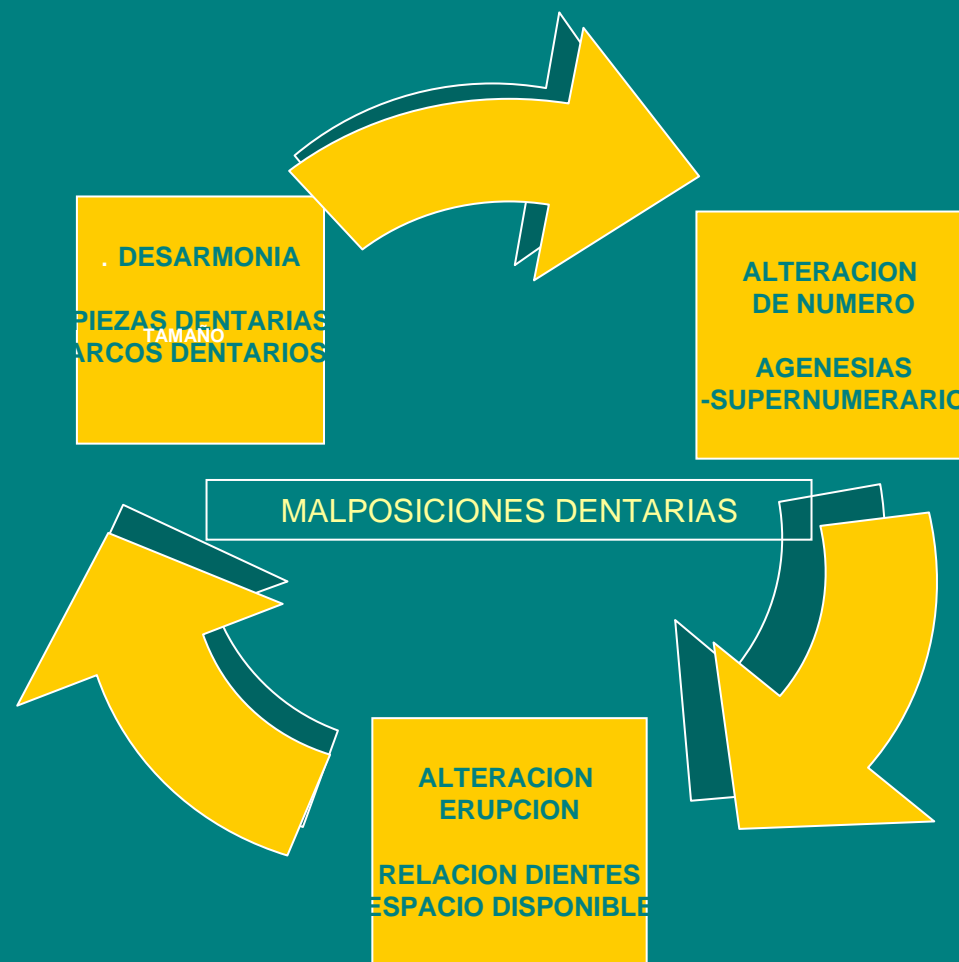 . DESARMONIA
PIEZAS DENTARIAS
TAMAÑO
ARCOS DENTARIOS
ALTERACION
DE NUMERO
AGENESIAS
-SUPERNUMERARIO
MALPOSICIONES DENTARIAS
ALTERACION
ERUPCION
RELACION DIENTES
ESPACIO DISPONIBLE